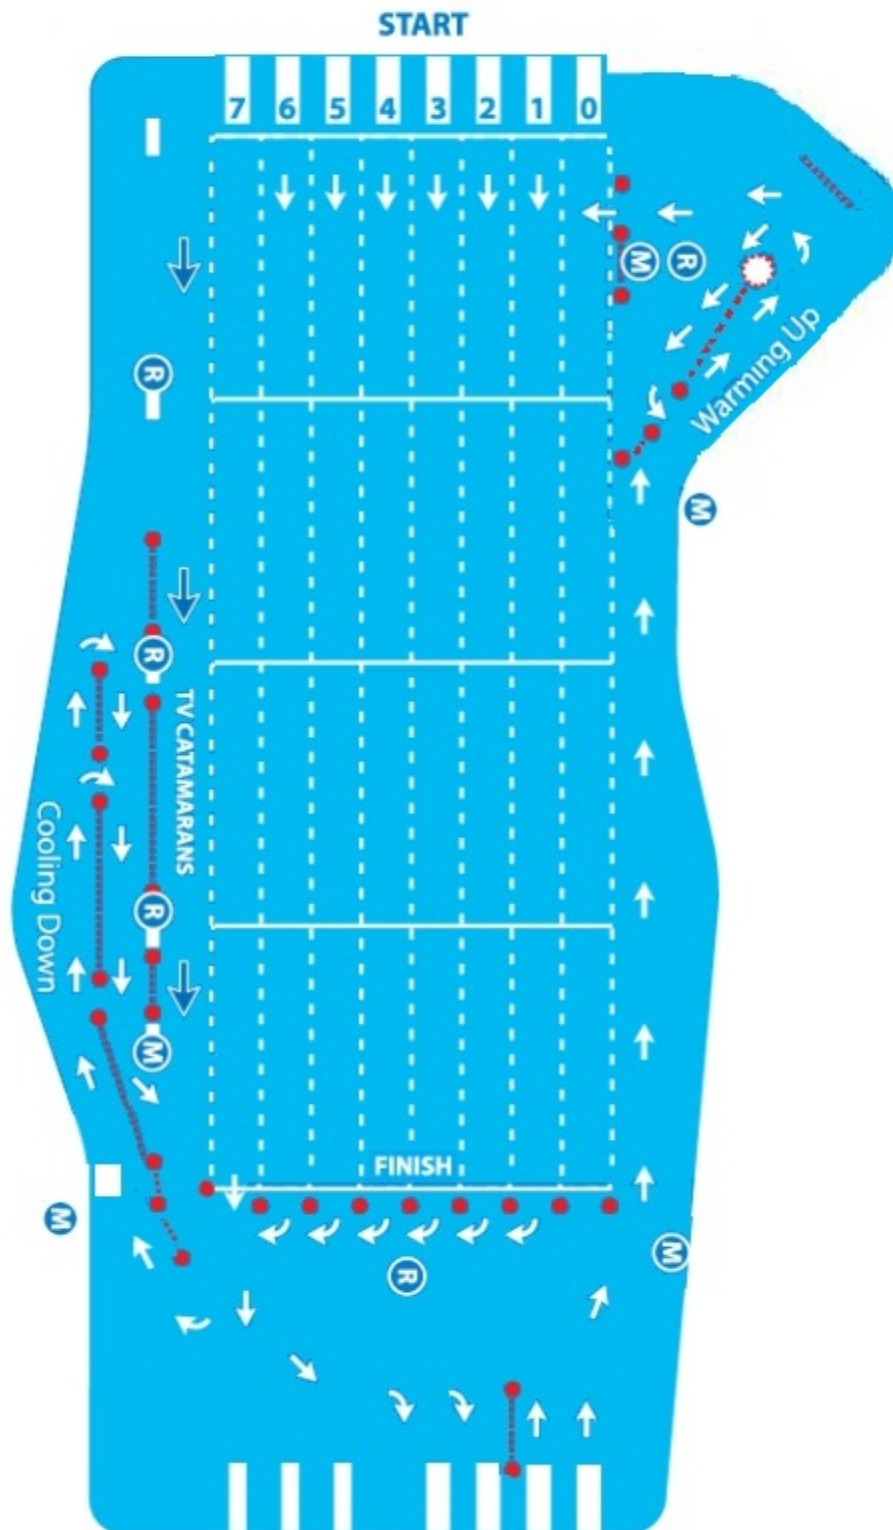 START
7 6 5 4 3 2 1 0
M R
R
Warming Up
M
R
TV CATAMARANS
Cooling Down
R
M
FINISH
M
M
R